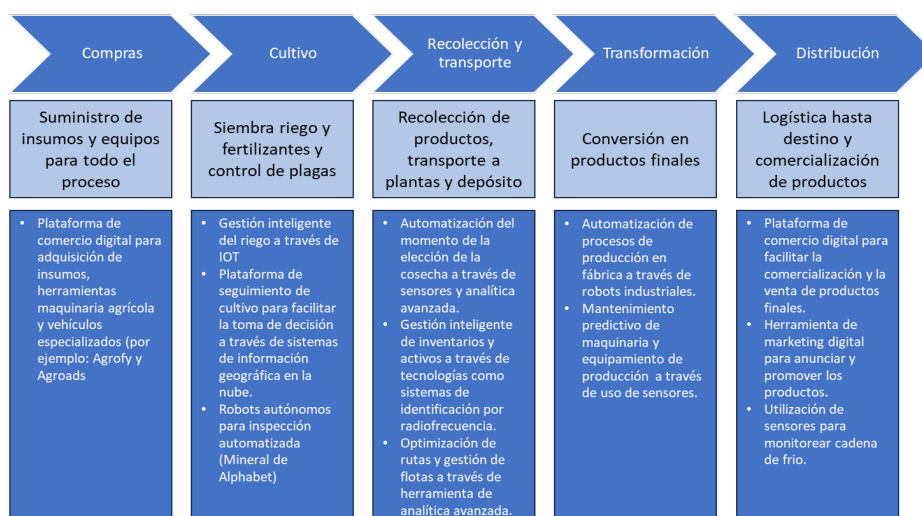 Compras
Cultivo
Recolección y
transporte
Transformación
Distribución
Suministro de
insumos y equipos
para todo el
proceso
Siembra riego y
fertilizantes y
control de plagas
Recolección de
productos,
transporte a
plantas y depósito
Conversión en
productos finales
Logística hasta
destino y
comercialización
de productos
• Plataforma de
comercio digital para
adquisición de
insumos,
herramientas
maquinaria agrícola
y vehículos
especializados (por
ejemplo: Agrofy y
Agroads
• Gestión inteligente
del riego a través de
IOT
• Plataforma de
seguimiento de
cultivo para facilitar
la toma de decisión
a través de sistemas
de información
geográfica en la
nube.
• Robots autónomos
para inspección
automatizada
(Mineral de
Alphabet)
• Automatización del
momento de la
elección de la
cosecha a través de
sensores y analítica
avanzada.
• Gestión inteligente
de inventarios y
activos a través de
tecnologías como
sistemas de
identificación por
radiofrecuencia.
• Optimización de
rutas y gestión de
flotas a través de
herramienta de
analítica avanzada.
• Automatización de
procesos de
producción en
fábrica a través de
robots industriales.
• Mantenimiento
predictivo de
maquinaria y
equipamiento de
producción a través
de uso de sensores.
• Plataforma de
comercio digital para
facilitar la
comercialización y la
venta de productos
finales.
• Herramienta de
marketing digital
para anunciar y
promover los
productos.
• Utilización de
sensores para
monitorear cadena
de frio.